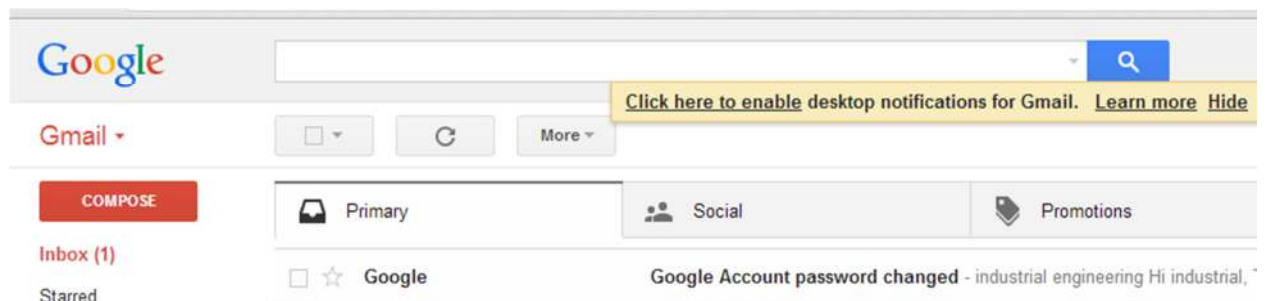 Google
Click here to enable desktop notifications for Gmail. Learn more Hide
Gmail
More
COMPOSE
Primary
Social
Promotions
Inbox (1)
Google
Google Account password changed - industrial engineering Hi industrial,
Starred